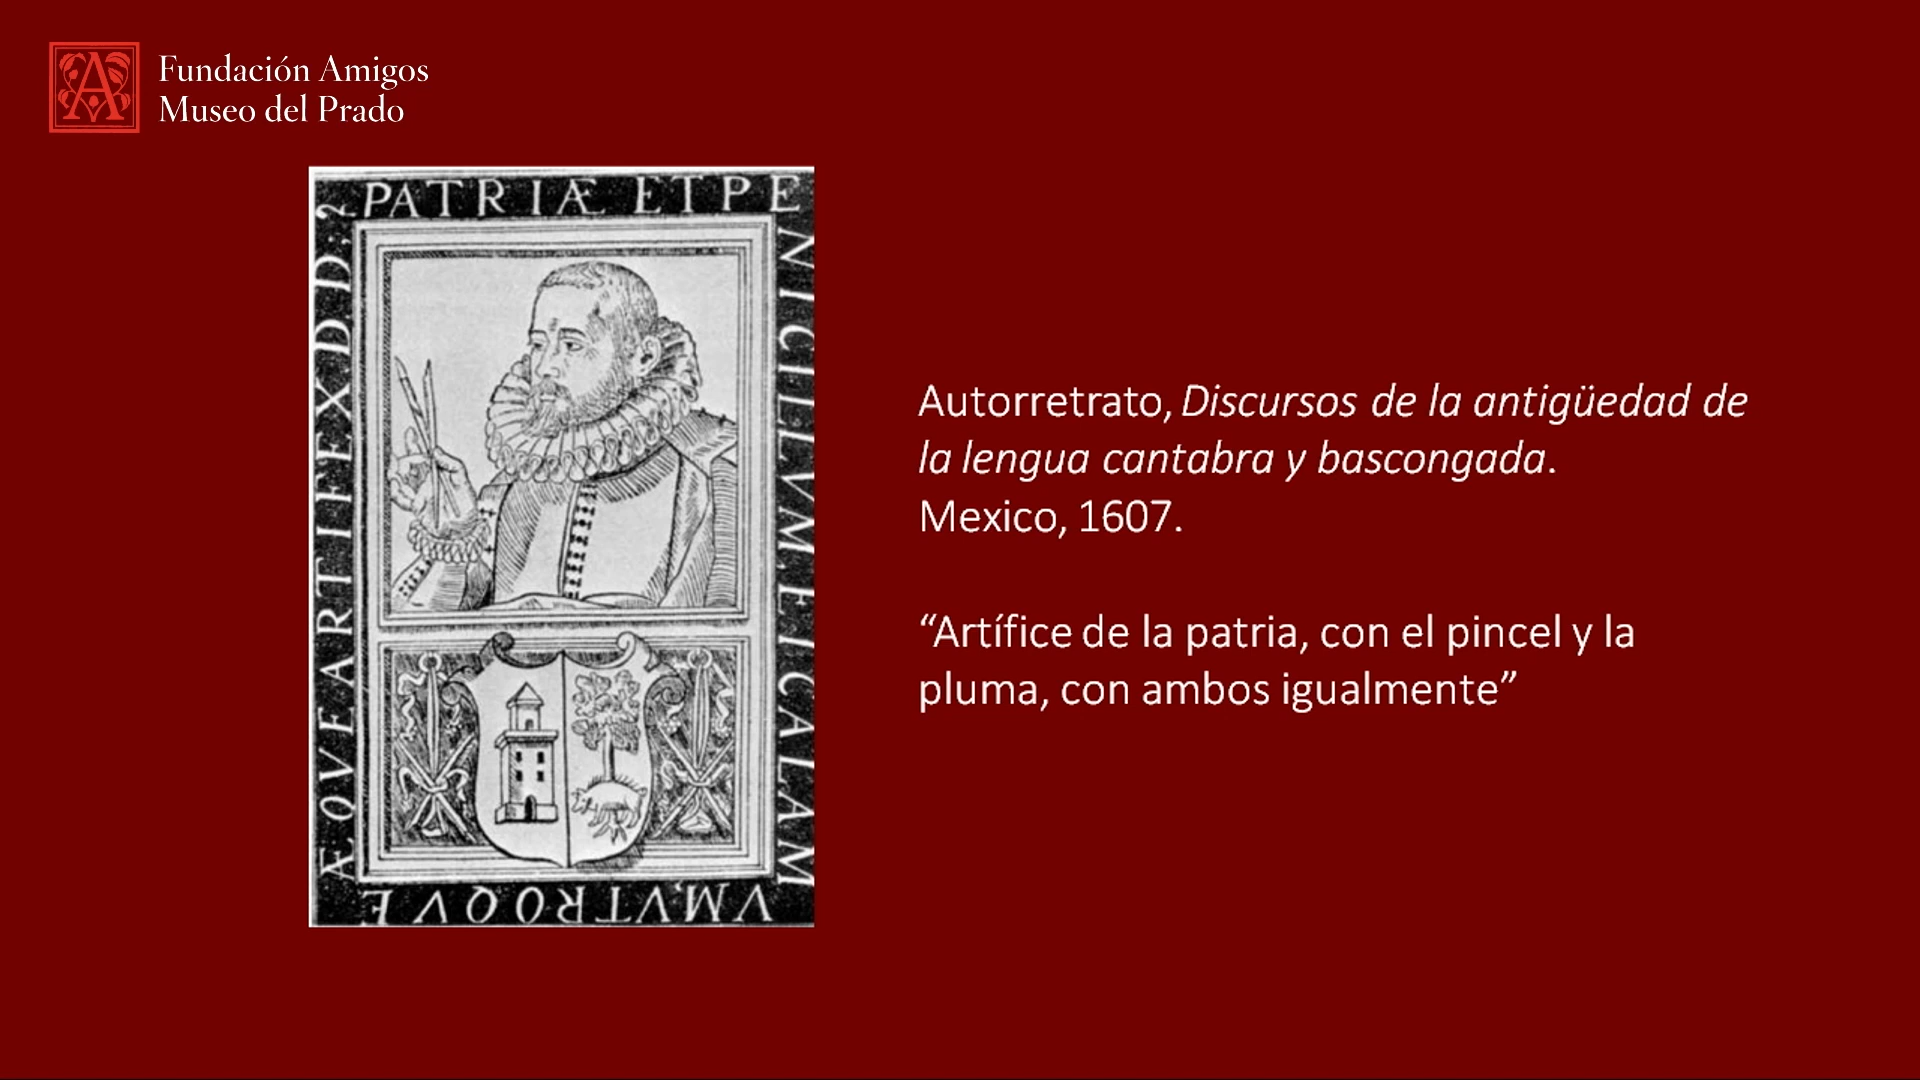 Fundación Amigos
Museo del Prado
PATRIÆ ET PE
NICILLVM, ET CALAM
VM, VTROQVE
ÆQVE ARTIFEX, D, D;
Autorretrato, Discursos de la antigüedad de
la lengua cantabra y bascongada.
Mexico, 1607.
“Artífice de la patria, con el pincel y la
pluma, con ambos igualmente”